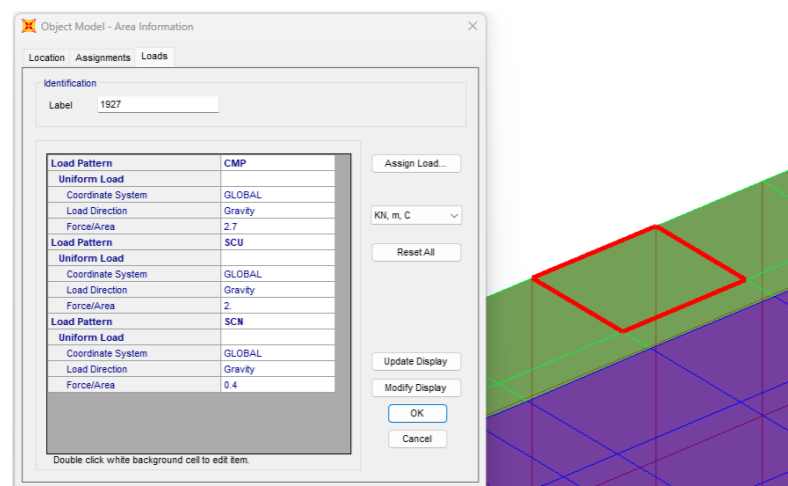 Object Model - Area Information
Location Assignments Loads
Identification
Label 1927
Load Pattern CMP
Uniform Load
Coordinate System GLOBAL
Load Direction Gravity
Force/Area 2.7
Load Pattern SCU
Uniform Load
Coordinate System GLOBAL
Load Direction Gravity
Force/Area 2.
Load Pattern SCN
Uniform Load
Coordinate System GLOBAL
Load Direction Gravity
Force/Area 0.4
Double click white background cell to edit item.
Assign Load...
KN, m, C
Reset All
Update Display
Modify Display
OK
Cancel